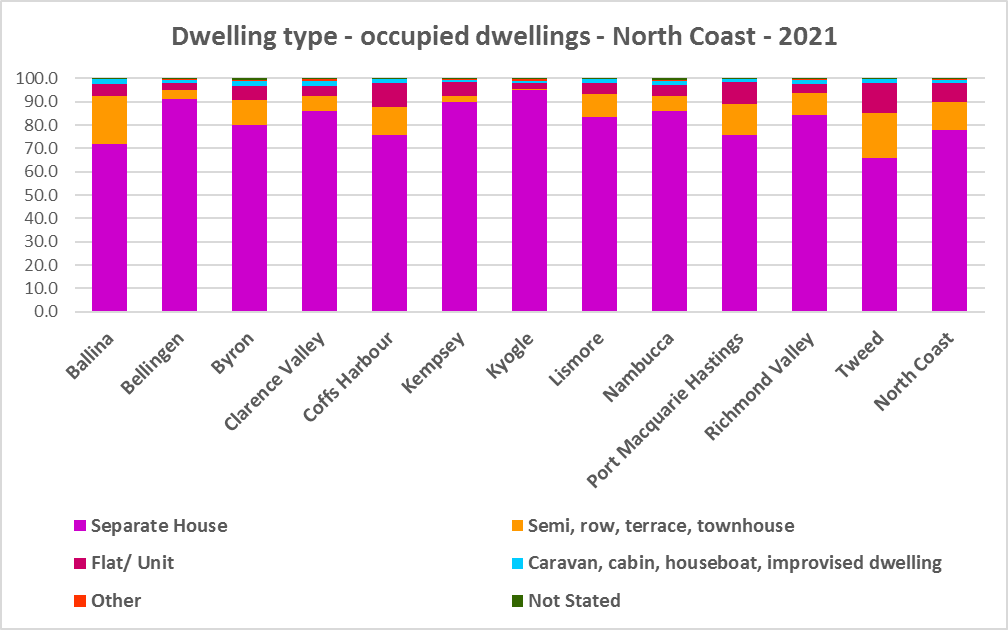 Dwelling type - occupied dwellings - North Coast - 2021
100.0
90.0
80.0
70.0
60.0
50.0
40.0
30.0
20.0
10.0
0.0
Ballina
Bellingen
Byron
Clarence Valley
Coffs Harbour
Kempsey
Kyogle
Lismore
Nambucca
Port Macquarie Hastings
Richmond Valley
Tweed
North Coast
Separate House
Semi, row, terrace, townhouse
Flat/ Unit
Caravan, cabin, houseboat, improvised dwelling
Other
Not Stated